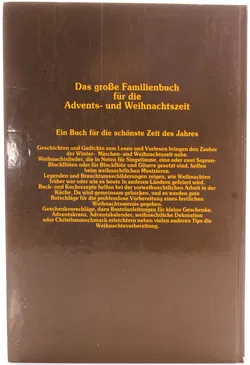 Das große Familienbuch
für die
Advents- und Weihnachtszeit
Ein Buch für die schönste Zeit des Jahres
Geschichten und Gedichte zum Lesen und Vorlesen bringen den Zauber
der Winter-, Märchen- und Weihnachtszeit nahe.
Weihnachtslieder, die in Noten für Singstimme, eine oder zwei Sopran-
Blockflöten oder für Blockflöte und Gitarre gesetzt sind, helfen
beim weihnachtlichen Musizieren.
Legenden und Brauchtumsschilderungen zeigen, wie Weihnachten
früher war oder wie es heute in anderen Ländern gefeiert wird.
Back- und Kochrezepte helfen bei der vorweihnachtlichen Arbeit in der
Küche. Da wird gemeinsam gebacken, und es werden gute
Ratschläge für die problemlose Vorbereitung eines festlichen
Weihnachtsmenüs gegeben.
Geschenkvorschläge, dazu Bastelanleitungen für kleine Geschenke,
Adventskranz, Adventskalender, weihnachtliche Dekoration
oder Christbaumschmuck erleichtern neben vielen anderen Tips die
Weihnachtsvorbereitung.